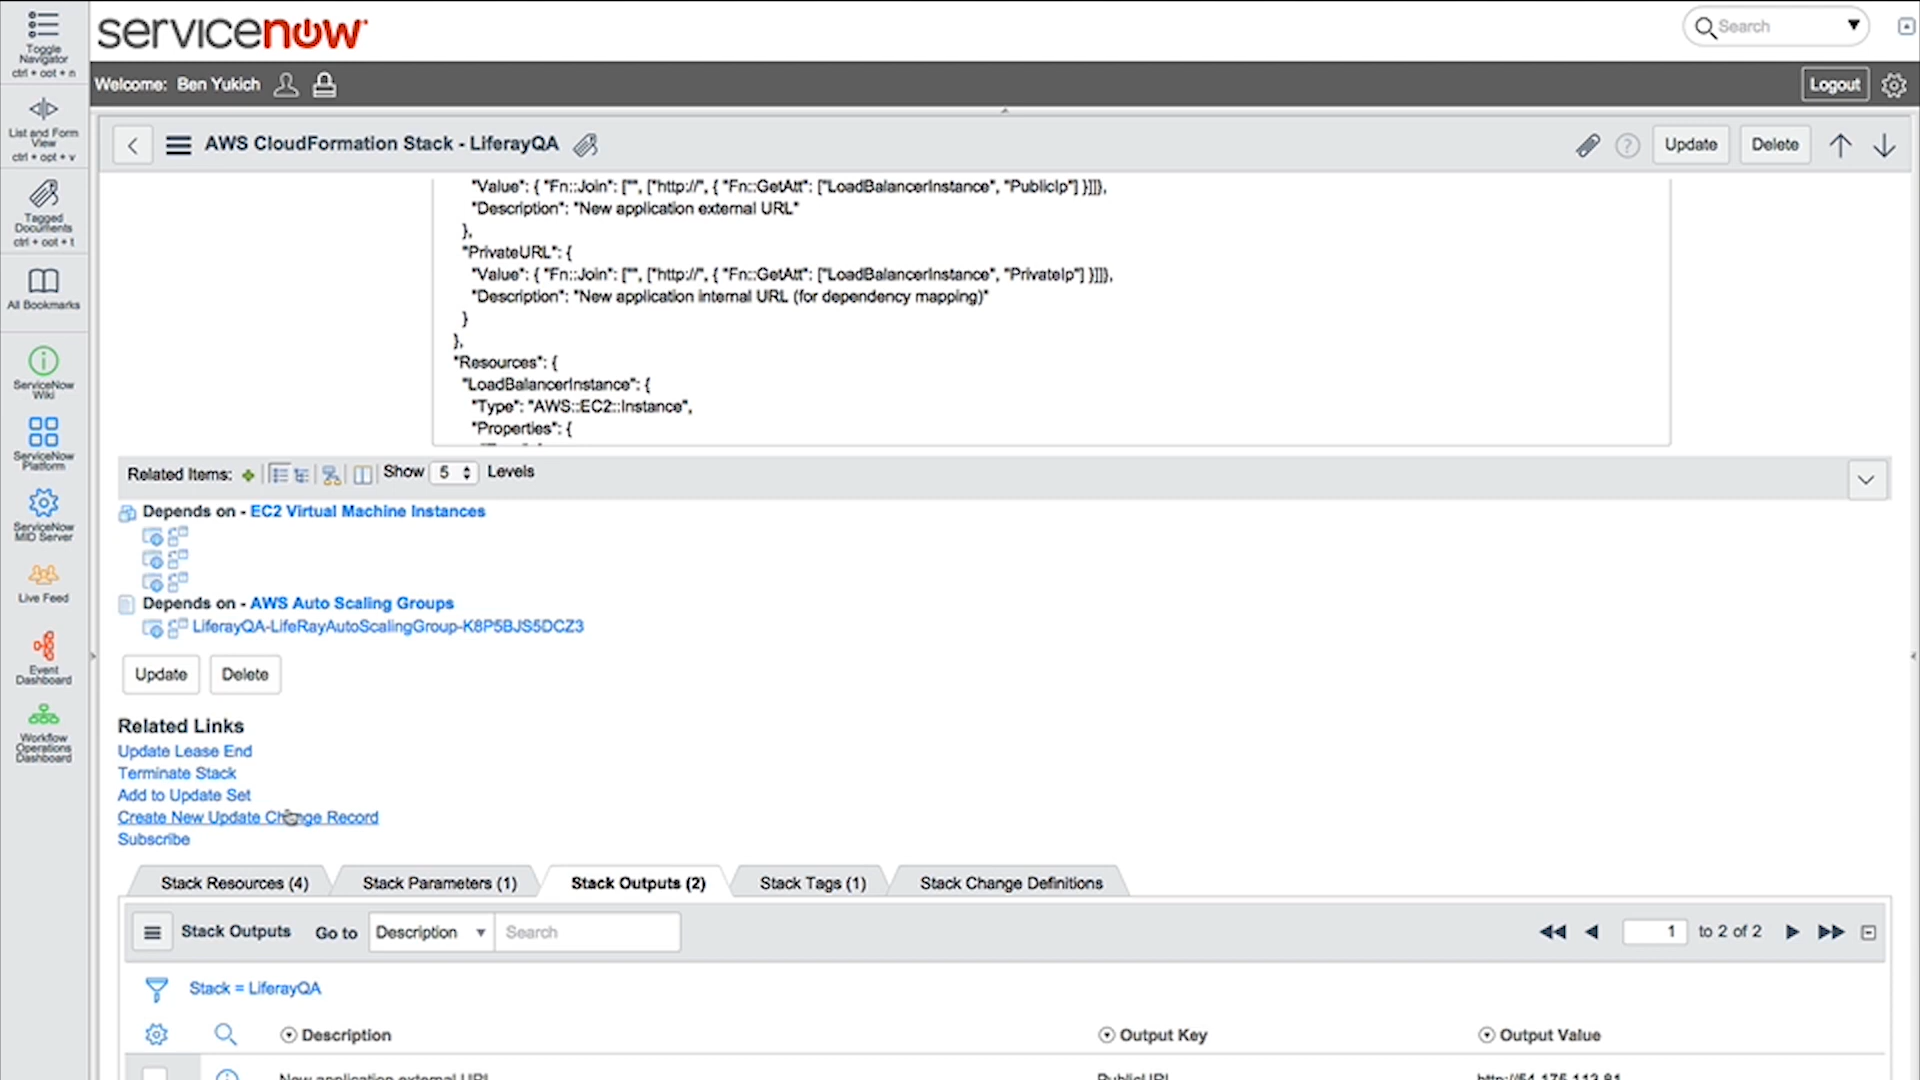 Toggle
Navigator
ctrl + opt + n
servicenow
Search
Welcome: Ben Yukich
Logout
List and Form
View
ctrl + opt + v
AWS CloudFormation Stack - LiferayQA
Update
Delete
Tagged
Documents
ctrl + opt + t
All Bookmarks
ServiceNow
Wiki
ServiceNow
Platform
ServiceNow
MID Server
Live Feed
Event
Dashboard
Workflow
Operations
Dashboard
"Value": { "Fn::Join": ["", ["http://", { "Fn::GetAtt": ["LoadBalancerInstance", "PublicIp"] }]]},
"Description": "New application external URL"
},
"PrivateURL": {
"Value": { "Fn::Join": ["", ["http://", { "Fn::GetAtt": ["LoadBalancerInstance", "PrivateIp"] }]]},
"Description": "New application internal URL (for dependency mapping)"
}
},
"Resources": {
"LoadBalancerInstance": {
"Type": "AWS::EC2::Instance",
"Properties": {
Related Items: Show 5 Levels
Depends on - EC2 Virtual Machine Instances
Depends on - AWS Auto Scaling Groups
LiferayQA-LifeRayAutoScalingGroup-K8P5BJS5DCZ3
Update
Delete
Related Links
Update Lease End
Terminate Stack
Add to Update Set
Create New Update Change Record
Subscribe
Stack Resources (4)
Stack Parameters (1)
Stack Outputs (2)
Stack Tags (1)
Stack Change Definitions
Stack Outputs Go to Description Search
1 to 2 of 2
Stack = LiferayQA
Description Output Key Output Value
New application external URL PublicURL